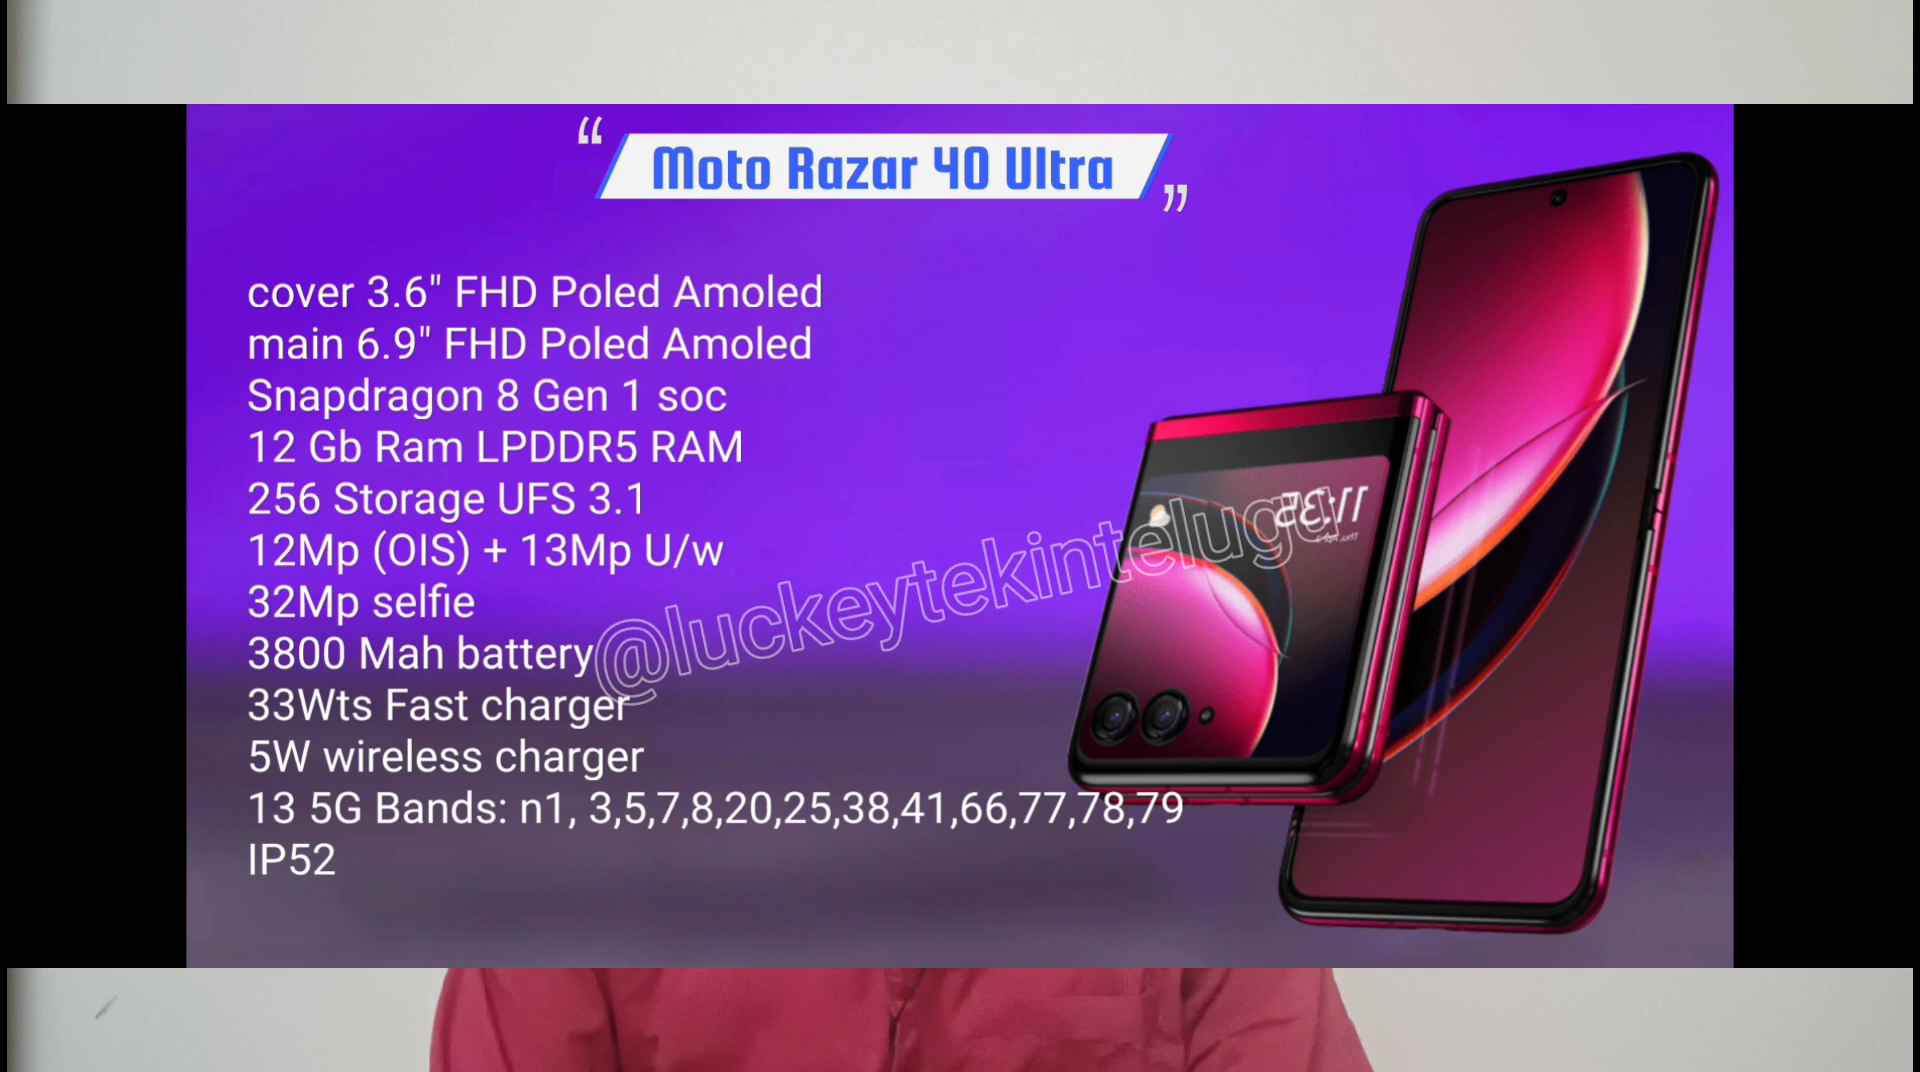 “ Moto Razar 40 Ultra ”
cover 3.6" FHD Poled Amoled
main 6.9" FHD Poled Amoled
Snapdragon 8 Gen 1 soc
12 Gb Ram LPDDR5 RAM
256 Storage UFS 3.1
12Mp (OIS) + 13Mp U/w
32Mp selfie
3800 Mah battery
33Wts Fast charger
5W wireless charger
13 5G Bands: n1, 3,5,7,8,20,25,38,41,66,77,78,79
IP52
@luckeytekintelugu
11:35